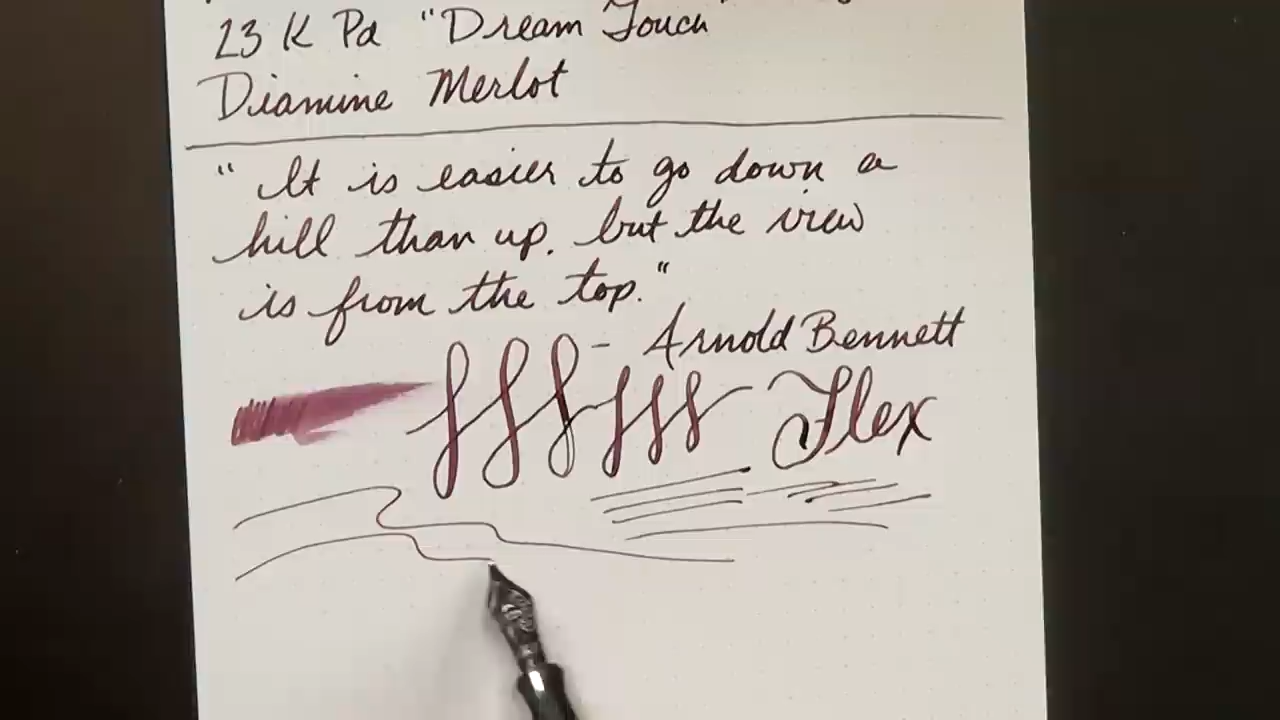 23 K Pd "Dream Touch
Diamine Merlot
"It is easier to go down a
hill than up, but the view
is from the top."
- Arnold Bennett
Flex